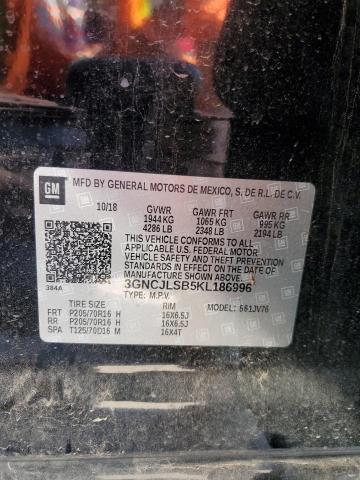 GM
MFD BY GENERAL MOTORS DE MEXICO, S. DE R.L. DE C.V.
10/18 GVWR GAWR FRT GAWR RR
1944 KG 1065 KG 995 KG
4286 LB 2348 LB 2194 LB
THIS VEHICLE CONFORMS TO ALL APPLICABLE U.S. FEDERAL MOTOR
VEHICLE SAFETY AND THEFT PREVENTION STANDARDS IN EFFECT ON THE DATE OF
MANUFACTURE SHOWN ABOVE.
384A 3GNCJLSB5KL186996
TYPE: M.P.V. MODEL: 561JV76
TIRE SIZE RIM
FRT P205/70R16 H 16X6.5J
RR P205/70R16 H 16X6.5J
SPA T125/70D16 M 16X4T